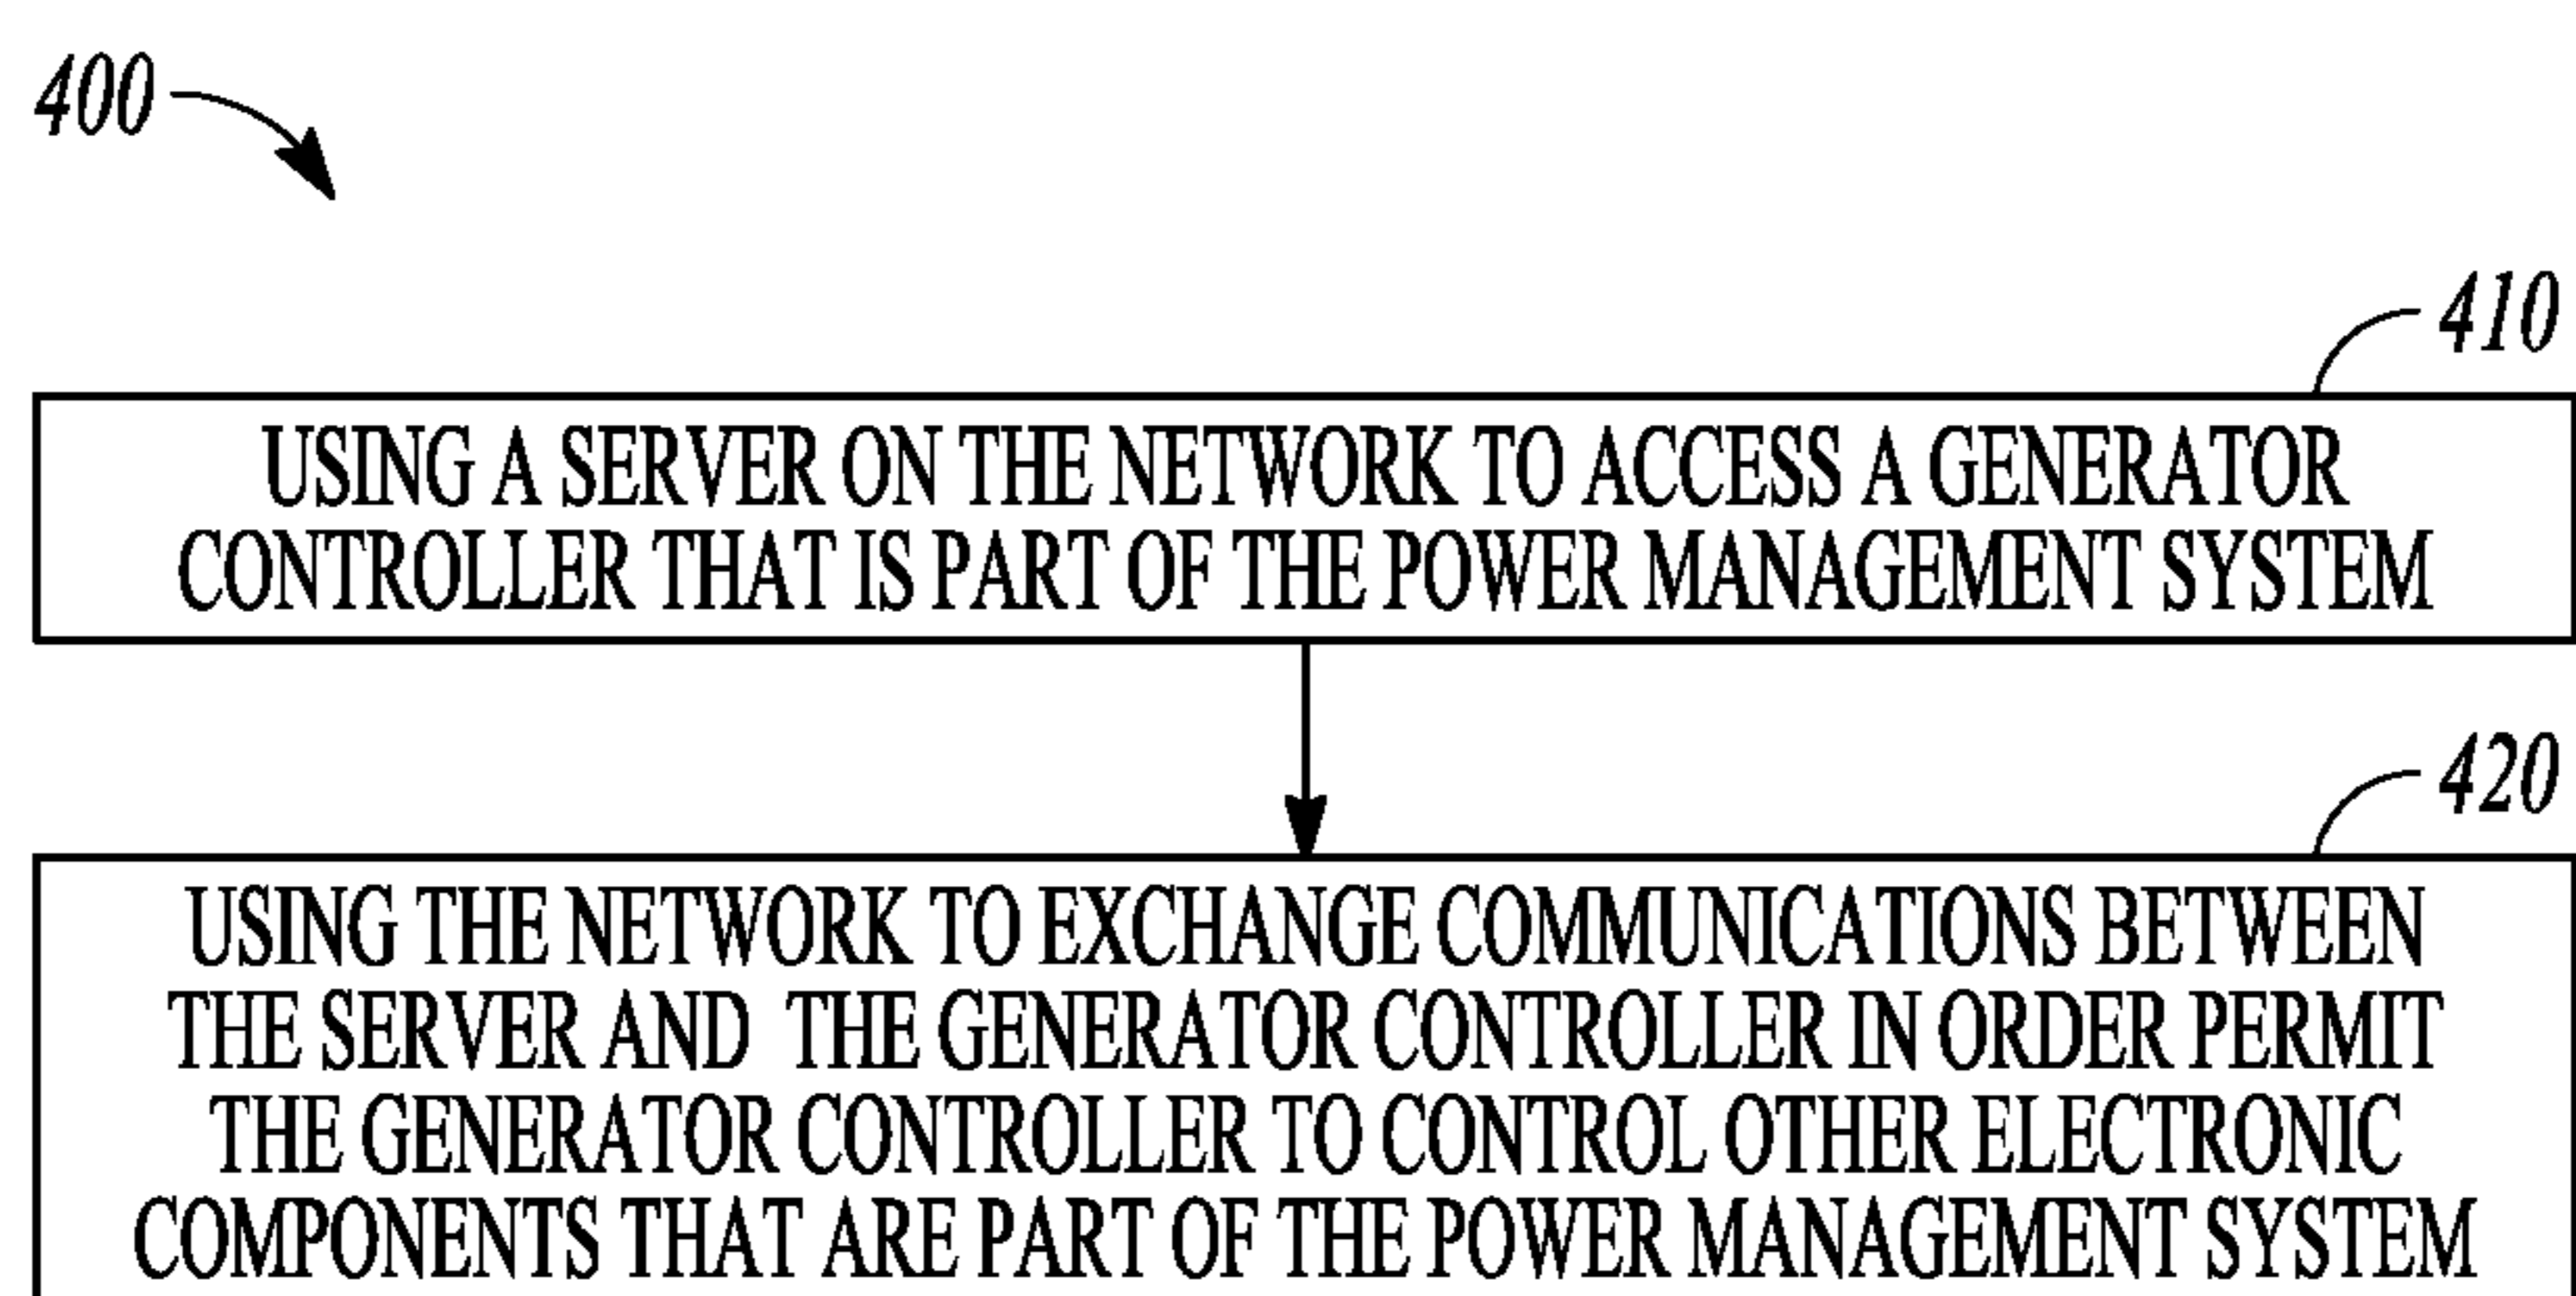 400
410
USING A SERVER ON THE NETWORK TO ACCESS A GENERATOR
CONTROLLER THAT IS PART OF THE POWER MANAGEMENT SYSTEM
420
USING THE NETWORK TO EXCHANGE COMMUNICATIONS BETWEEN
THE SERVER AND THE GENERATOR CONTROLLER IN ORDER PERMIT
THE GENERATOR CONTROLLER TO CONTROL OTHER ELECTRONIC
COMPONENTS THAT ARE PART OF THE POWER MANAGEMENT SYSTEM